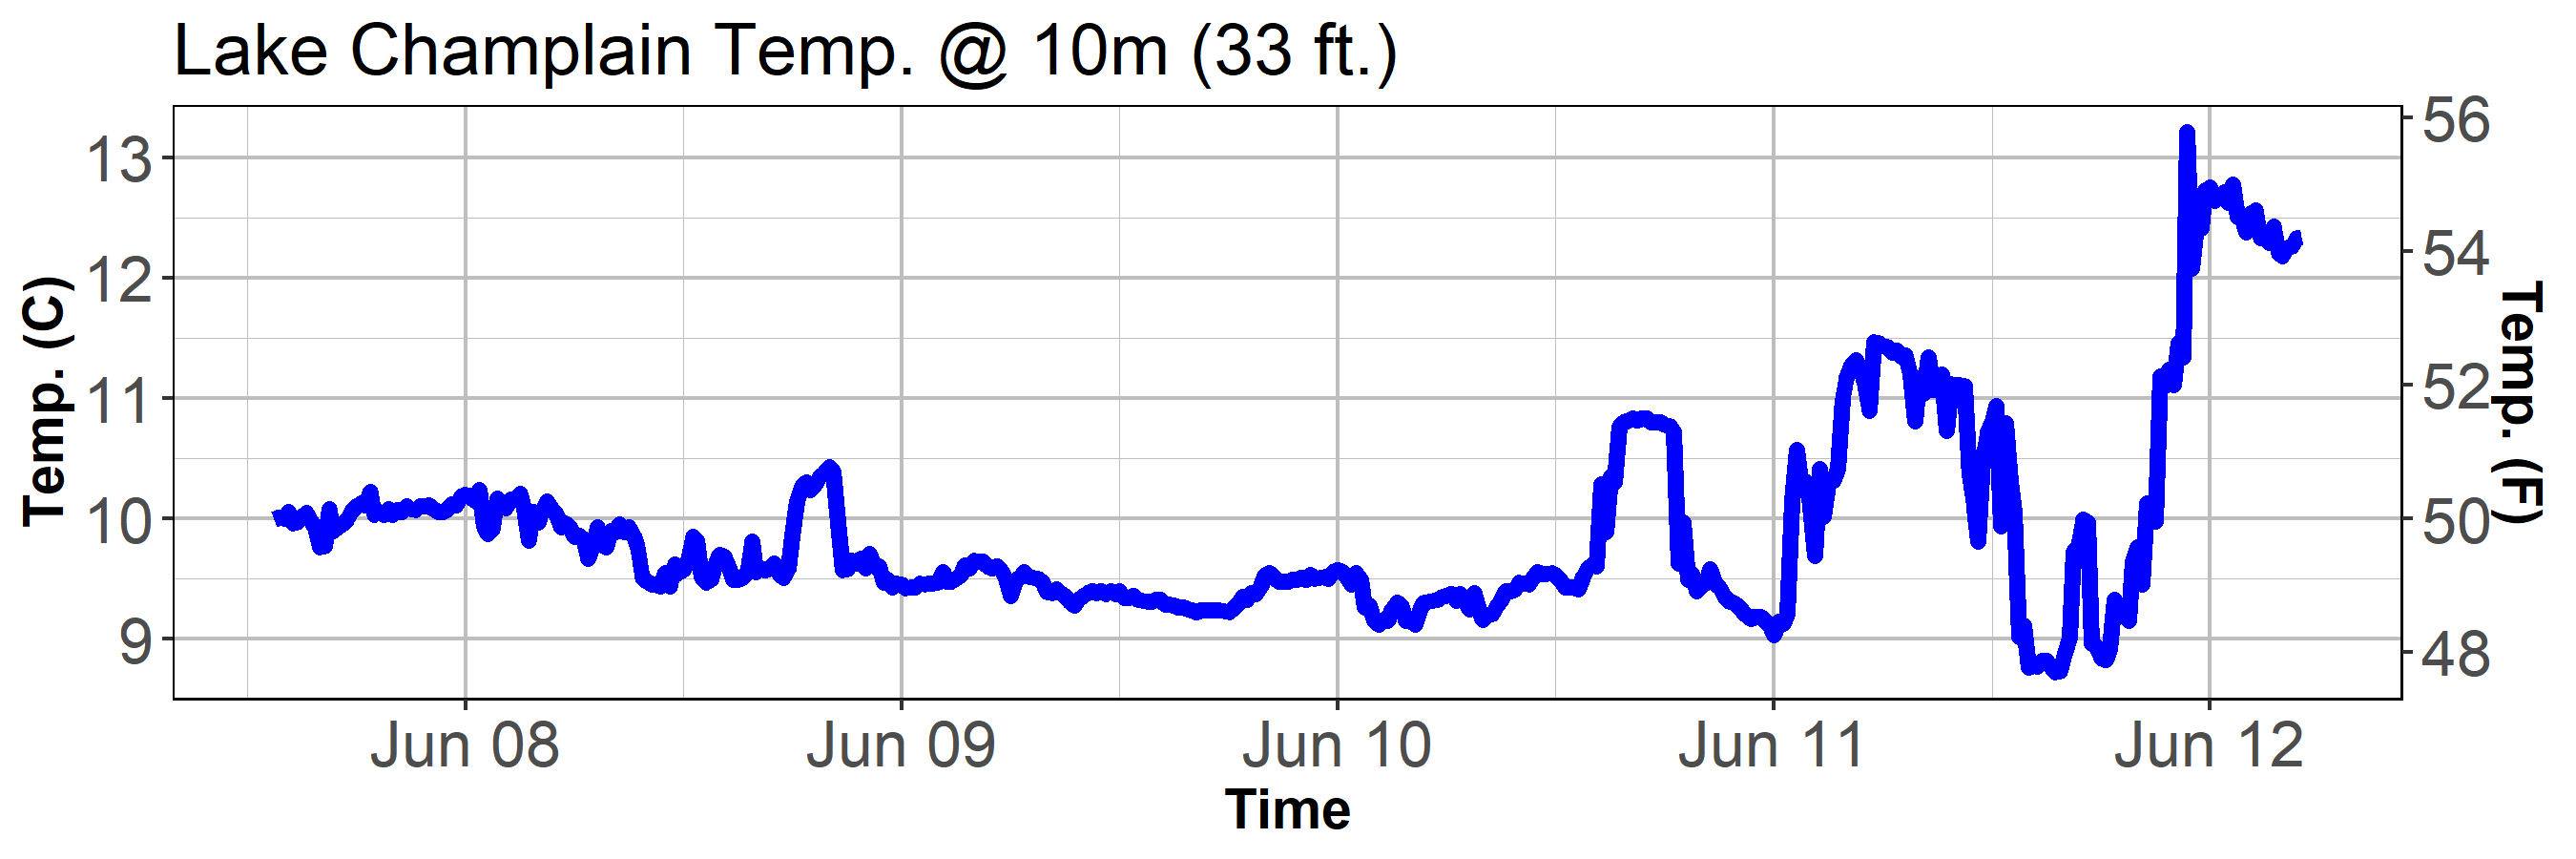 Lake Champlain Temp. @ 10m (33 ft.)
Temp. (C)
13
12
11
10
9
56
54
52
50
48
Temp. (F)
Jun 08 Jun 09 Jun 10 Jun 11 Jun 12
Time